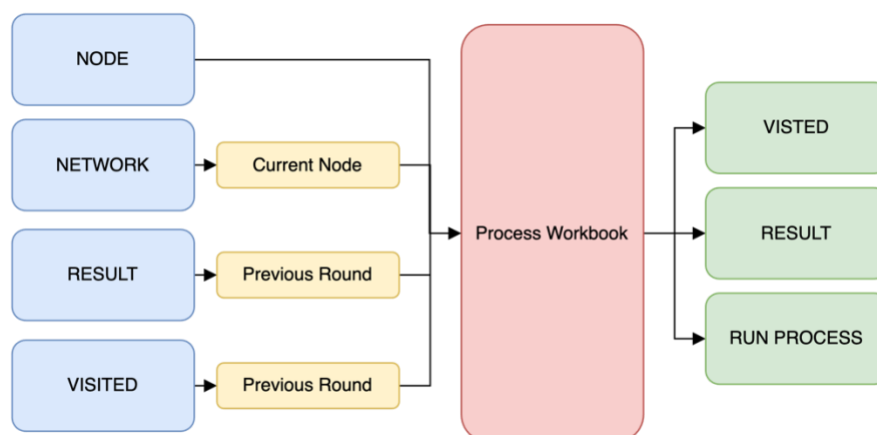 NODE
NETWORK
Current Node
RESULT
Previous Round
VISITED
Previous Round
Process Workbook
VISTED
RESULT
RUN PROCESS